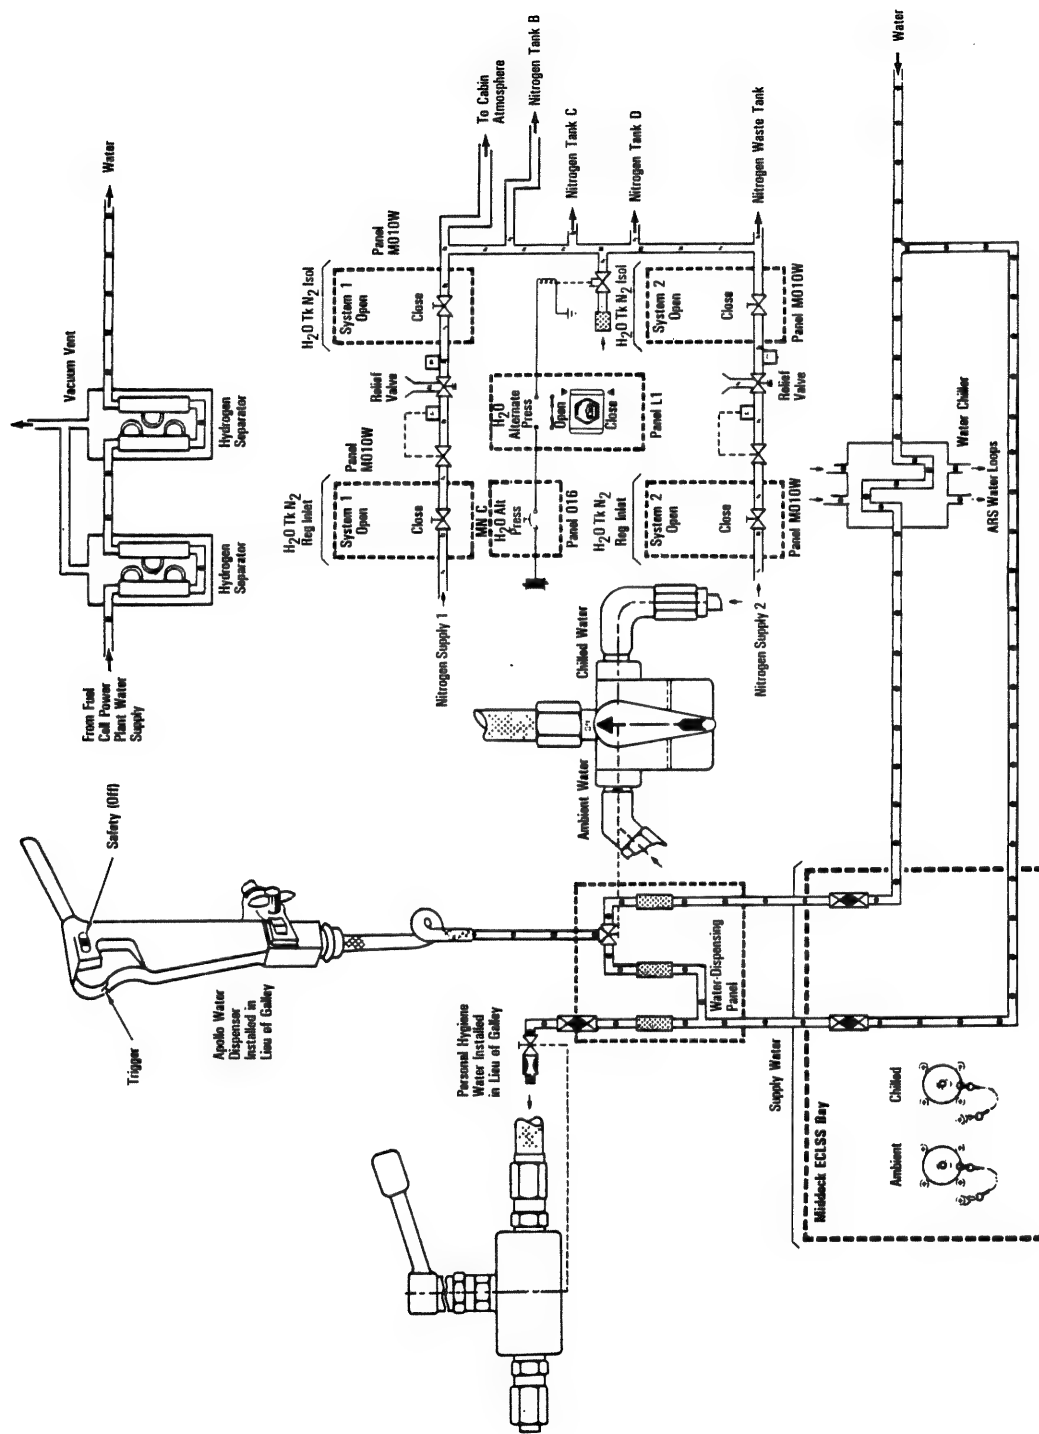 From Fuel
Cell Power
Plant Water
Supply
Hydrogen
Separator
Hydrogen
Separator
Vacuum Vent
Water
Trigger
Safety (Off)
Apollo Water
Dispenser
Installed in
Lieu of Galley
Nitrogen Supply 1
H2O Tk N2
Reg Inlet
System 1
Open
Close
Panel
M010W
Relief
Valve
H2O Tk N2 Isol
System 1
Open
Close
Panel
M010W
To Cabin
Atmosphere
Nitrogen Tank B
Nitrogen Tank C
Nitrogen Tank D
Nitrogen Waste Tank
MN C
H2O Alt
Press
Panel O16
H2O
Alternate
Press
Open
Close
Panel L1
H2O Tk N2
Reg Inlet
System 2
Open
Close
Panel M010W
Relief
Valve
H2O Tk N2 Isol
System 2
Open
Close
Panel M010W
Nitrogen Supply 2
Ambient Water
Chilled Water
Personal Hygiene
Water Installed
in Lieu of Galley
Water-Dispensing
Panel
Supply Water
Middeck ECLSS Bay
Ambient
Chilled
Water Chiller
ARS Water Loops
Water